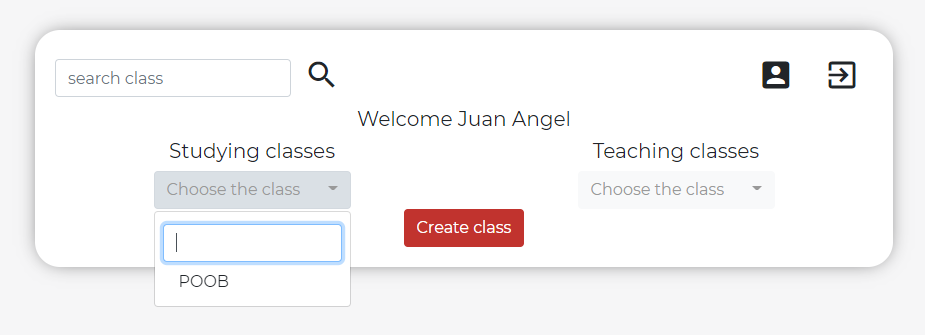 search class
Welcome Juan Angel
Studying classes
Teaching classes
Choose the class
Choose the class
Create class
POOB